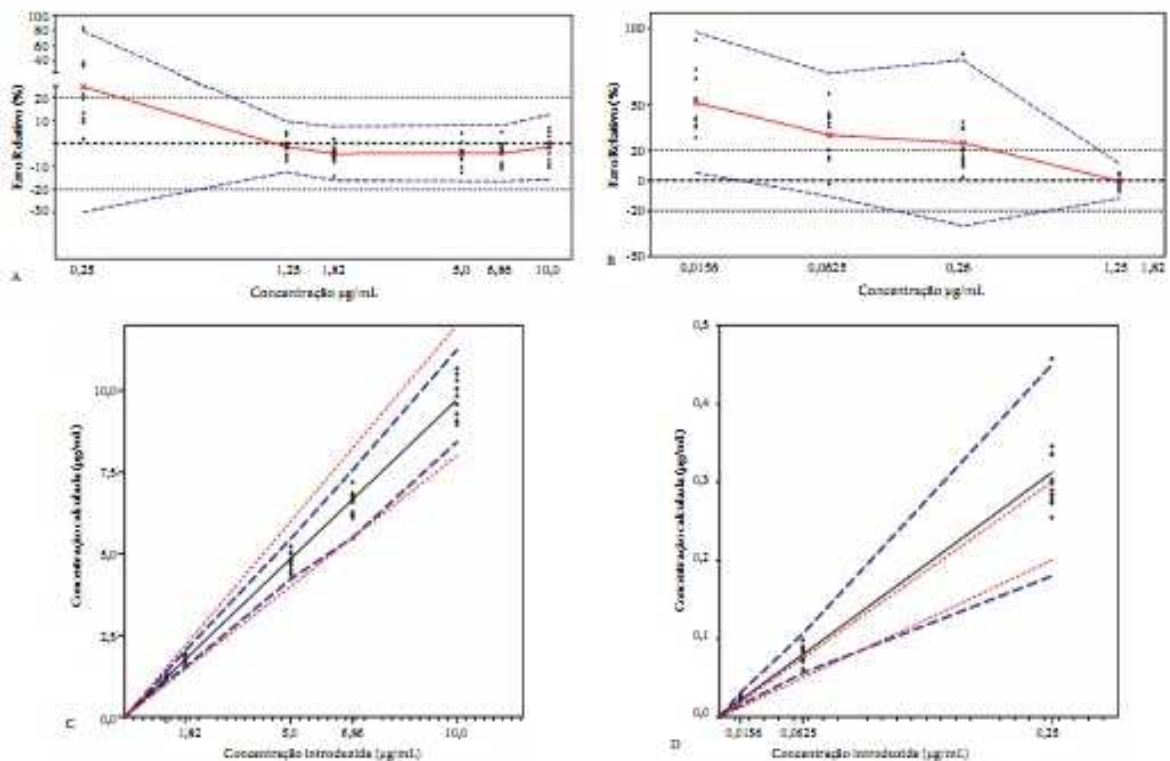 100
80
60
40
20
10
0
-10
-20
-30
Erro Relativo (%)
0,25 1,25 1,82 5,0 6,66 10,0
A
Concentração µg/mL
100
50
20
0
-20
-50
Erro Relativo (%)
0,0156 0,0625 0,25 1,25 1,82
B
Concentração µg/mL
10,0
7,5
5,0
2,5
0,0
Concentração calculada (µg/mL)
1,82 5,0 6,66 10,0
C
Concentração introduzida (µg/mL)
0,5
0,4
0,3
0,2
0,1
0,0
Concentração calculada (µg/mL)
0,0156 0,0625 0,25
D
Concentração introduzida (µg/mL)